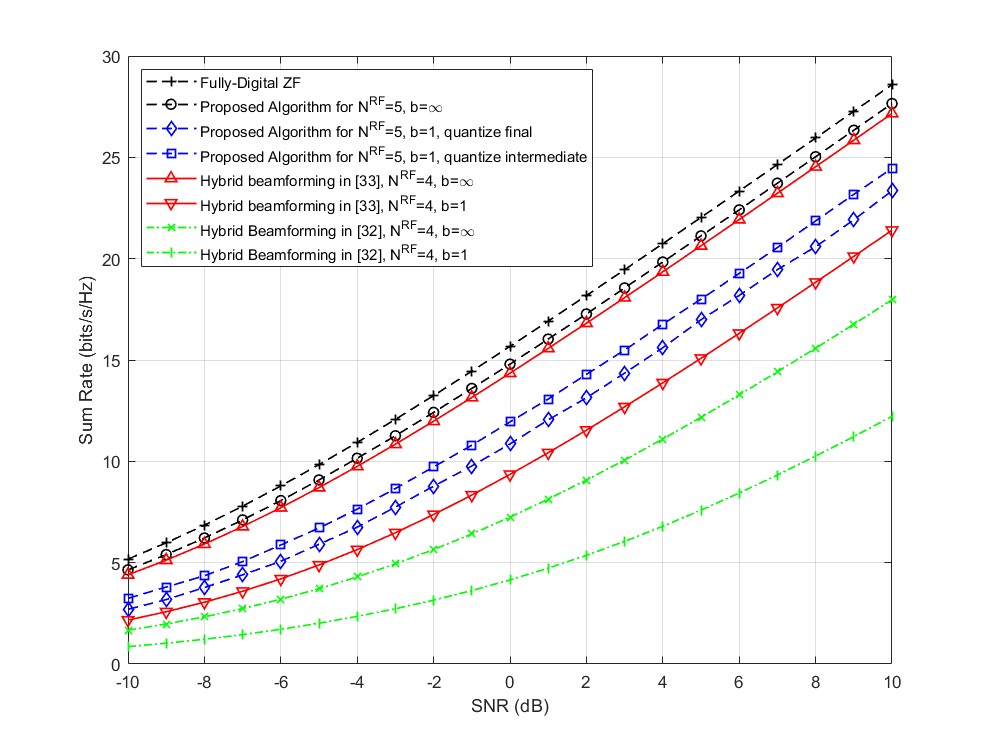 30
25
20
15
10
5
0
Sum Rate (bits/s/Hz)
Fully-Digital ZF
Proposed Algorithm for N^RF=5, b=∞
Proposed Algorithm for N^RF=5, b=1, quantize final
Proposed Algorithm for N^RF=5, b=1, quantize intermediate
Hybrid beamforming in [33], N^RF=4, b=∞
Hybrid beamforming in [33], N^RF=4, b=1
Hybrid Beamforming in [32], N^RF=4, b=∞
Hybrid Beamforming in [32], N^RF=4, b=1
-10 -8 -6 -4 -2 0 2 4 6 8 10
SNR (dB)